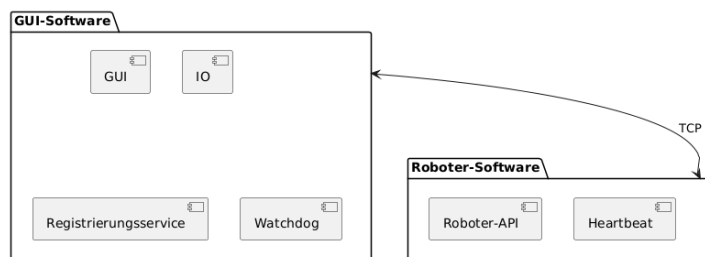 GUI-Software
GUI
IO
TCP
Roboter-Software
Registrierungsservice
Watchdog
Roboter-API
Heartbeat